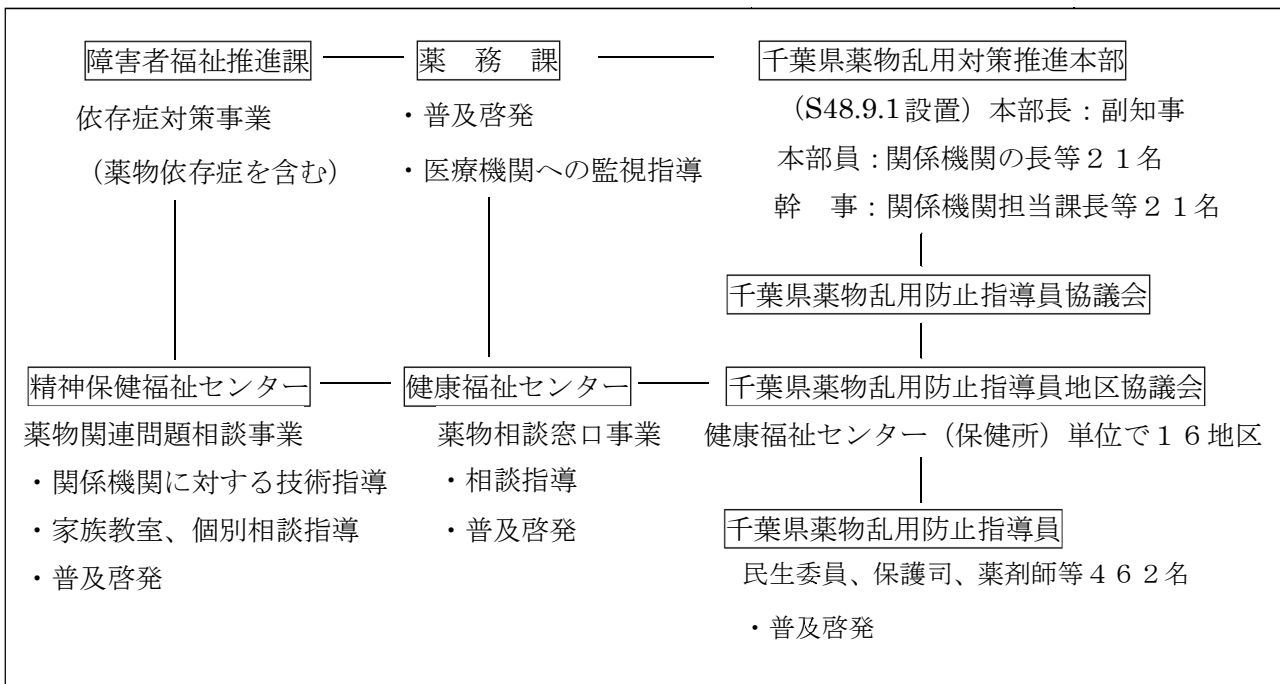 障害者福祉推進課
依存症対策事業
（薬物依存症を含む）
薬　務　課
・普及啓発
・医療機関への監視指導
千葉県薬物乱用対策推進本部
（S48.9.1設置）本部長：副知事
本部員：関係機関の長等２１名
幹　事：関係機関担当課長等２１名
千葉県薬物乱用防止指導員協議会
精神保健福祉センター
薬物関連問題相談事業
・関係機関に対する技術指導
・家族教室、個別相談指導
・普及啓発
健康福祉センター
薬物相談窓口事業
・相談指導
・普及啓発
千葉県薬物乱用防止指導員地区協議会
健康福祉センター（保健所）単位で１６地区
千葉県薬物乱用防止指導員
民生委員、保護司、薬剤師等４６２名
・普及啓発